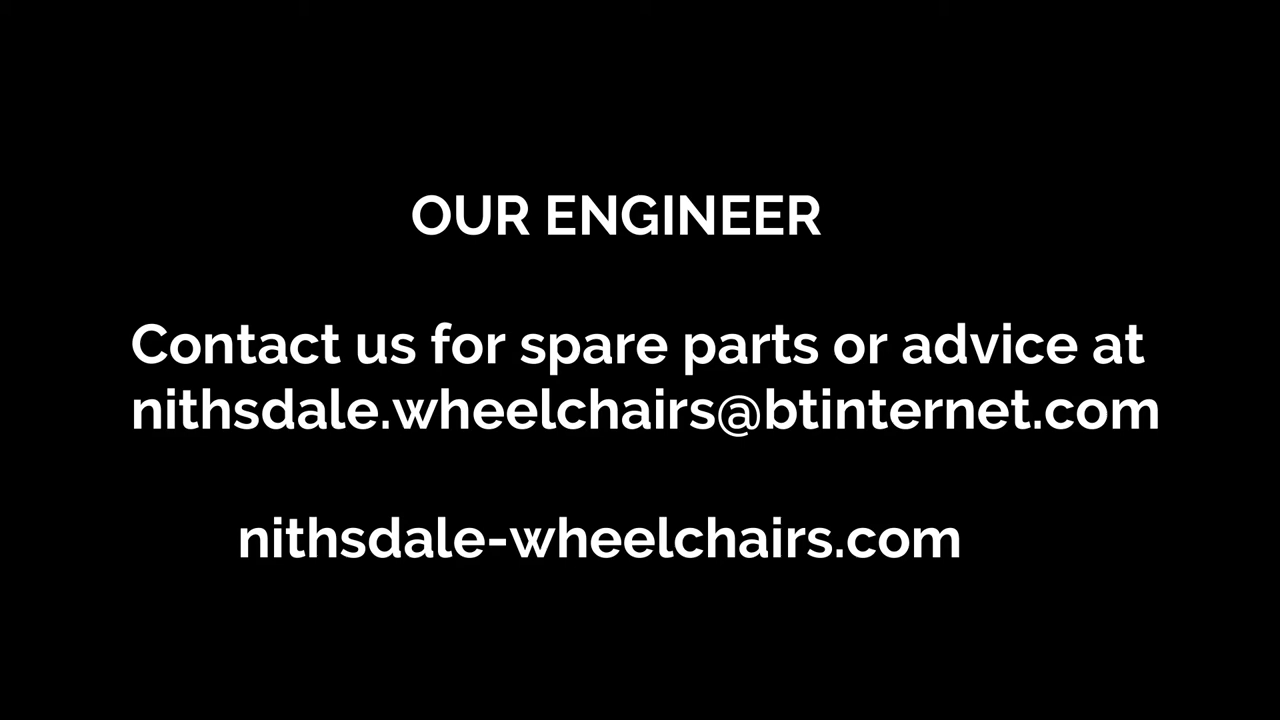 OUR ENGINEER
Contact us for spare parts or advice at
nithsdale.wheelchairs@btinternet.com
nithsdale-wheelchairs.com